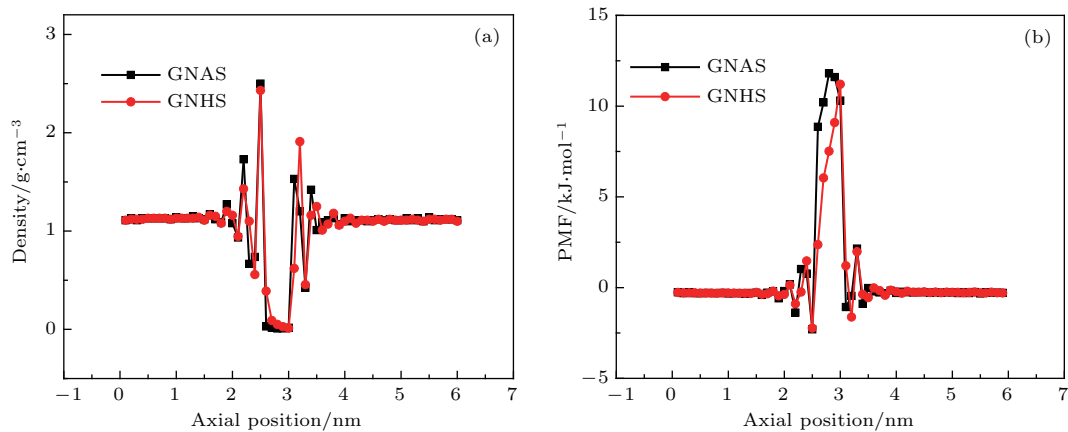 (a)
GNAS
GNHS
Density/g·cm⁻³
3
2
1
0
−1 0 1 2 3 4 5 6 7
Axial position/nm
(b)
GNAS
GNHS
PMF/kJ·mol⁻¹
15
10
5
0
−5
−1 0 1 2 3 4 5 6 7
Axial position/nm